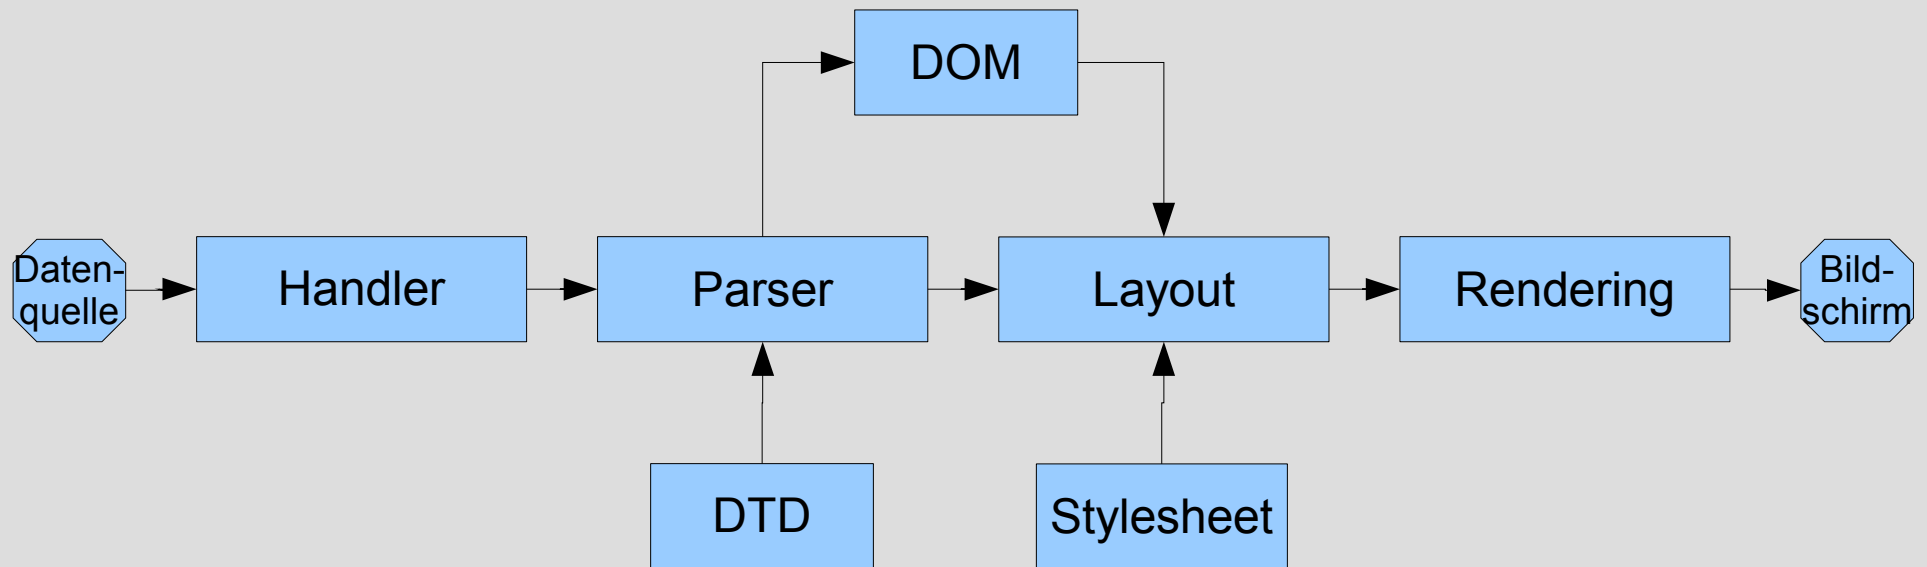 DOM
Daten-
quelle
Handler
Parser
Layout
Rendering
Bild-
schirm
DTD
Stylesheet